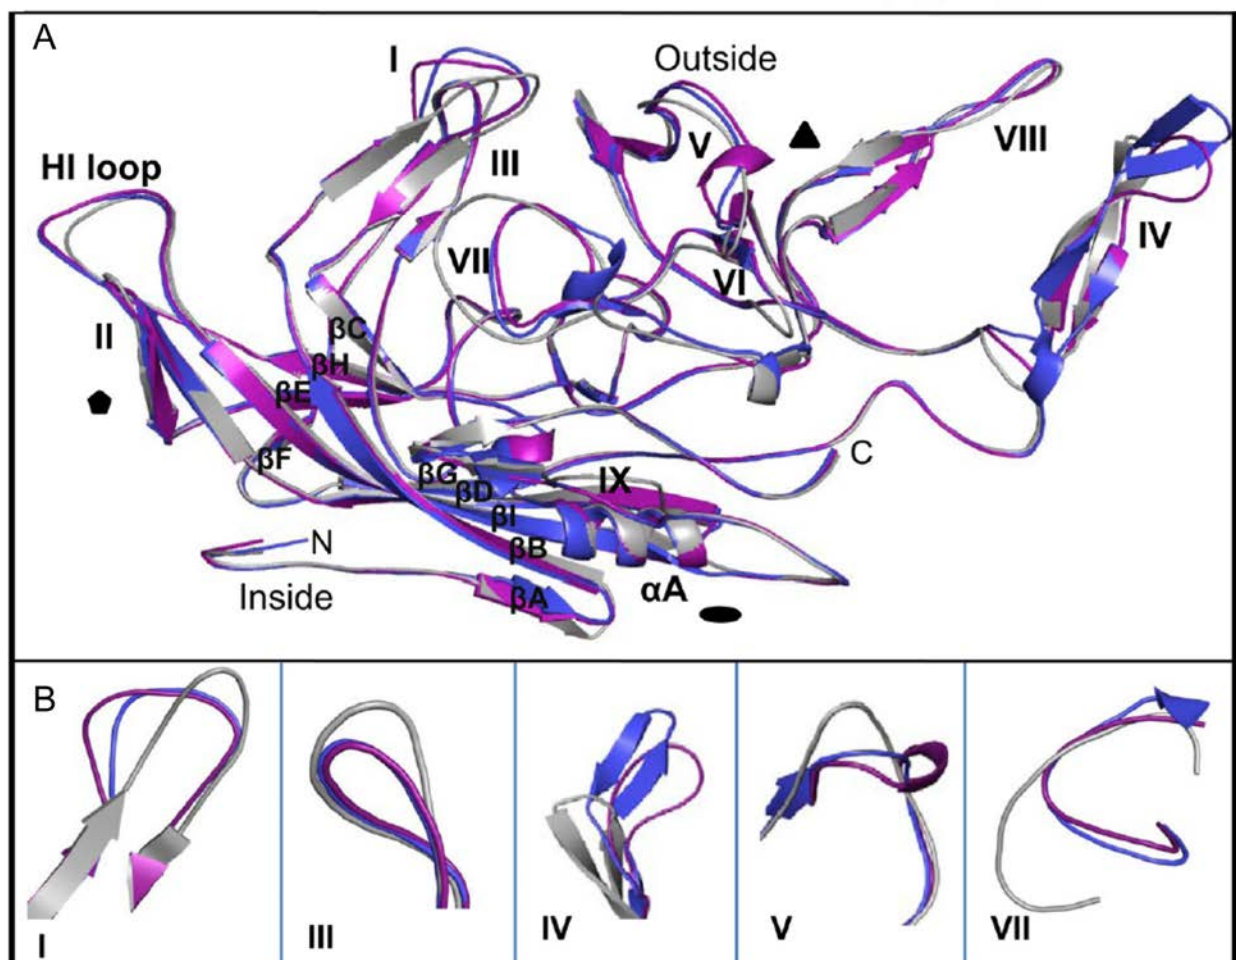 A
I
Outside
V
VIII
HI loop
III
IV
VII
VI
II
βC
βH
βE
βF
C
βG
βD
IX
βI
N
βB
Inside
βA
αA
B
I
III
IV
V
VII